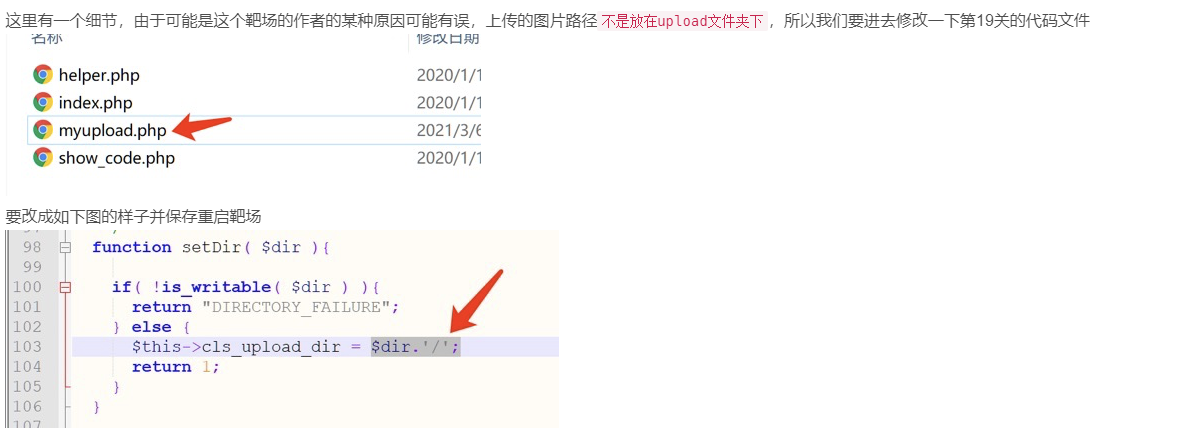 这里有一个细节，由于可能是这个靶场的作者的某种原因可能有误，上传的图片路径不是放在upload文件夹下，所以我们要进去修改一下第19关的代码文件
名称 修改日期
helper.php 2020/1/1
index.php 2020/1/1
myupload.php 2021/3/6
show_code.php 2020/1/1
要改成如下图的样子并保存重启靶场
97
98 function setDir( $dir ){
99
100 if( !is_writable( $dir ) ){
101 return "DIRECTORY_FAILURE";
102 } else {
103 $this->cls_upload_dir = $dir.'/';
104 return 1;
105 }
106 }
107